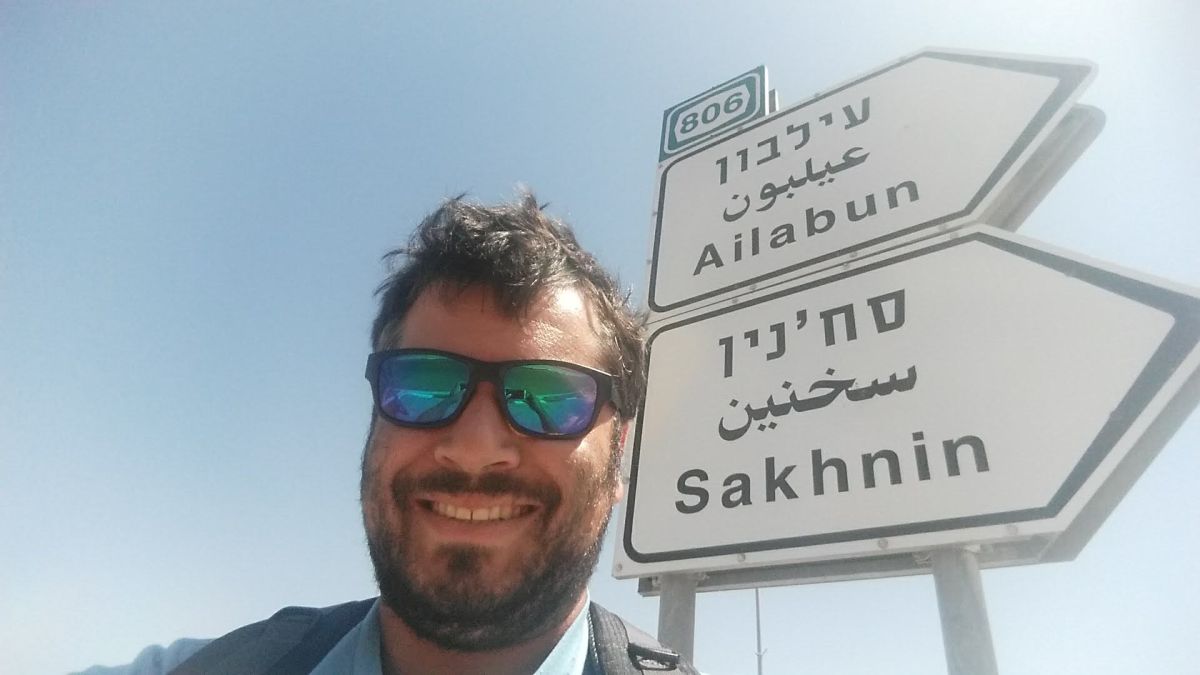 806
עילבון
عيلبون
Ailabun
סח'נין
سخنين
Sakhnin